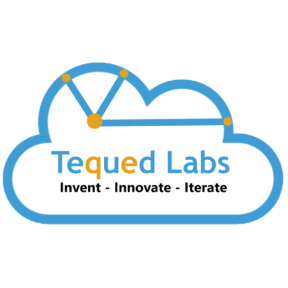 Tequed Labs
Invent - Innovate - Iterate